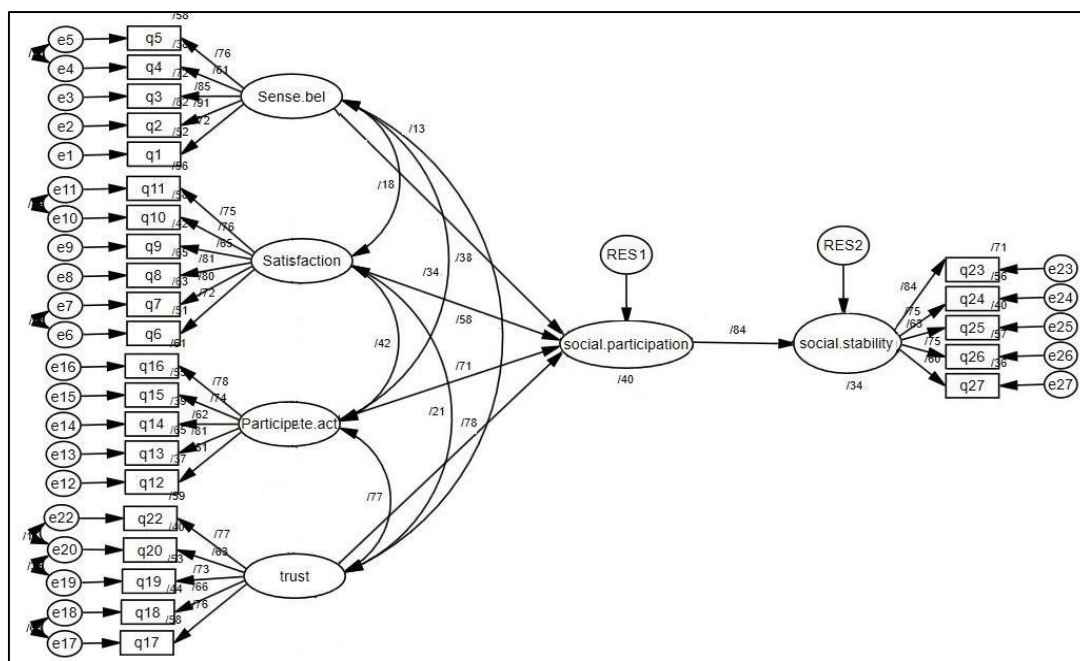 /58
e5 q5
/38
/76
e4 q4 /61
/72
e3 q3 /85
/82 /91
e2 q2 /72
/52
e1 q1
Sense.bel
/13
/18
/56
e11 q11
/75
e10 q10 /76
/42
e9 q9 /65
/65 /81
e8 q8 /80
/63
e7 q7 /72
/51
e6 q6
Satisfaction
/34
/38
/58
/42
/61
e16 q16
/78
e15 q15 /74
/39
e14 q14 /62
/65 /81
e13 q13
/37
e12 q12
Participate.act
/71
/21
/78
/77
/59
e22 q22
/40
/77
e20 q20 /63
/53
e19 q19 /73
/44 /66
e18 q18 /76
/58
e17 q17
trust
RES1
social.participation
/40
/84
RES2
social.stability
/34
/71
q23 e23
/56
/84
q24 e24
/40
/75
/63
q25 e25
/57
/75
q26 e26
/36
/60
q27 e27